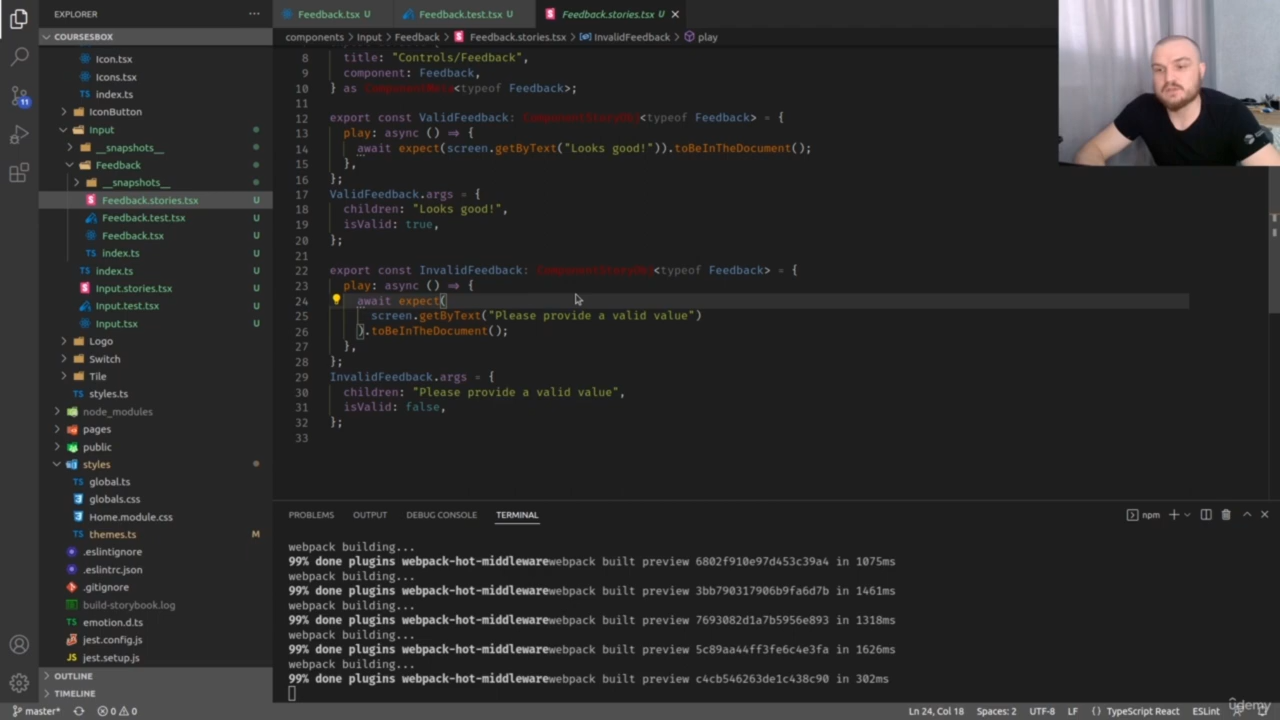 EXPLORER
COURSESBOX
Icon.tsx
Icons.tsx
index.ts
IconButton
Input
__snapshots__
Feedback
__snapshots__
Feedback.stories.tsx U
Feedback.test.tsx U
Feedback.tsx U
index.ts U
index.ts U
Input.stories.tsx U
Input.test.tsx U
Input.tsx U
Logo
Switch
Tile
styles.ts
node_modules
pages
public
styles
global.ts
globals.css
Home.module.css
themes.ts M
.eslintignore
.eslintrc.json
.gitignore
build-storybook.log
emotion.d.ts
jest.config.js
jest.setup.js
OUTLINE
TIMELINE
11
Feedback.tsx U Feedback.test.tsx U Feedback.stories.tsx U
components > Input > Feedback > Feedback.stories.tsx > InvalidFeedback > play
8 title: "Controls/Feedback",
9 component: Feedback,
10 } as ComponentMeta<typeof Feedback>;
11
12 export const ValidFeedback: ComponentStoryObj<typeof Feedback> = {
13 play: async () => {
14 await expect(screen.getByText("Looks good!")).toBeInTheDocument();
15 },
16 };
17 ValidFeedback.args = {
18 children: "Looks good!",
19 isValid: true,
20 };
21
22 export const InvalidFeedback: ComponentStoryObj<typeof Feedback> = {
23 play: async () => {
24 await expect(
25 screen.getByText("Please provide a valid value")
26 ).toBeInTheDocument();
27 },
28 };
29 InvalidFeedback.args = {
30 children: "Please provide a valid value",
31 isValid: false,
32 };
33
PROBLEMS OUTPUT DEBUG CONSOLE TERMINAL
npm
webpack building...
99% done plugins webpack-hot-middlewarewebpack built preview 6802f910e97d453c39a4 in 1075ms
webpack building...
99% done plugins webpack-hot-middlewarewebpack built preview 3bb790317906b9fa6d7b in 1461ms
webpack building...
99% done plugins webpack-hot-middlewarewebpack built preview 7693082d1a7b5956e893 in 1318ms
webpack building...
99% done plugins webpack-hot-middlewarewebpack built preview 5c89aa44ff3fe6c4e3fa in 1626ms
webpack building...
99% done plugins webpack-hot-middlewarewebpack built preview c4cb546263de1c438c90 in 302ms
master* 0 0
Ln 24, Col 18 Spaces: 2 UTF-8 LF {} TypeScript React ESLint
udemy